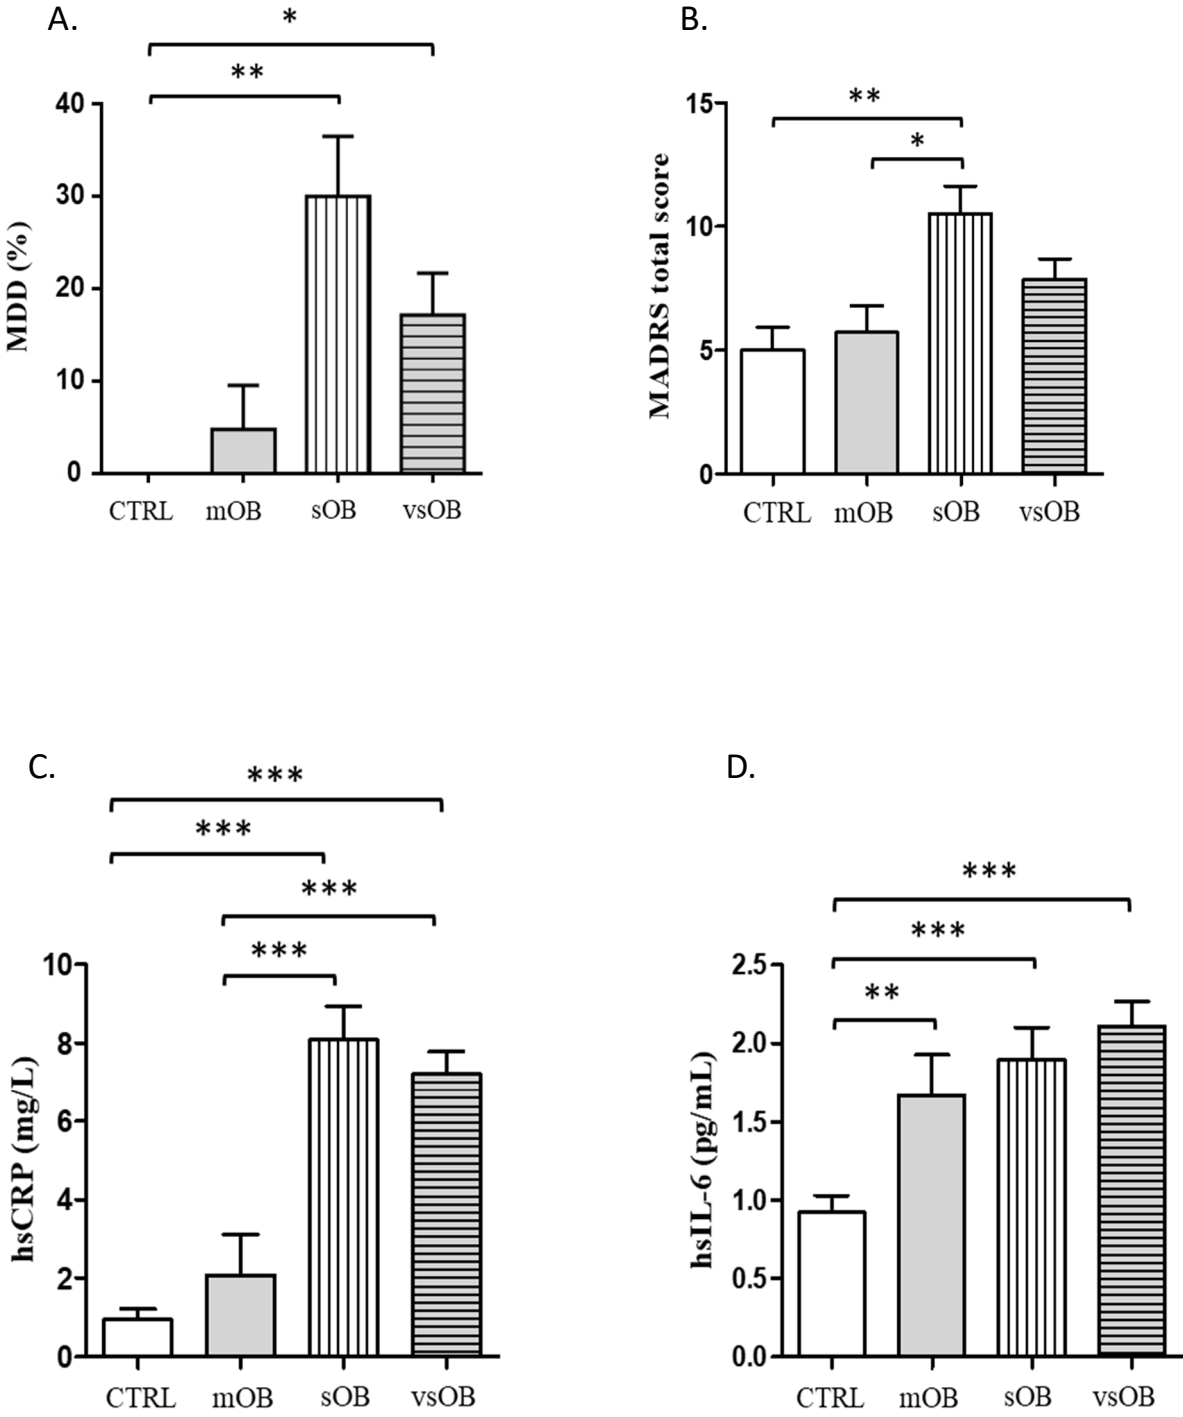 A.
*
**
40
30
20
10
0
MDD (%)
CTRL mOB sOB vsOB
B.
**
*
15
10
5
0
MADRS total score
CTRL mOB sOB vsOB
C.
***
***
***
***
10
8
6
4
2
0
hsCRP (mg/L)
CTRL mOB sOB vsOB
D.
***
***
**
2.5
2.0
1.5
1.0
0.5
0.0
hsIL-6 (pg/mL)
CTRL mOB sOB vsOB